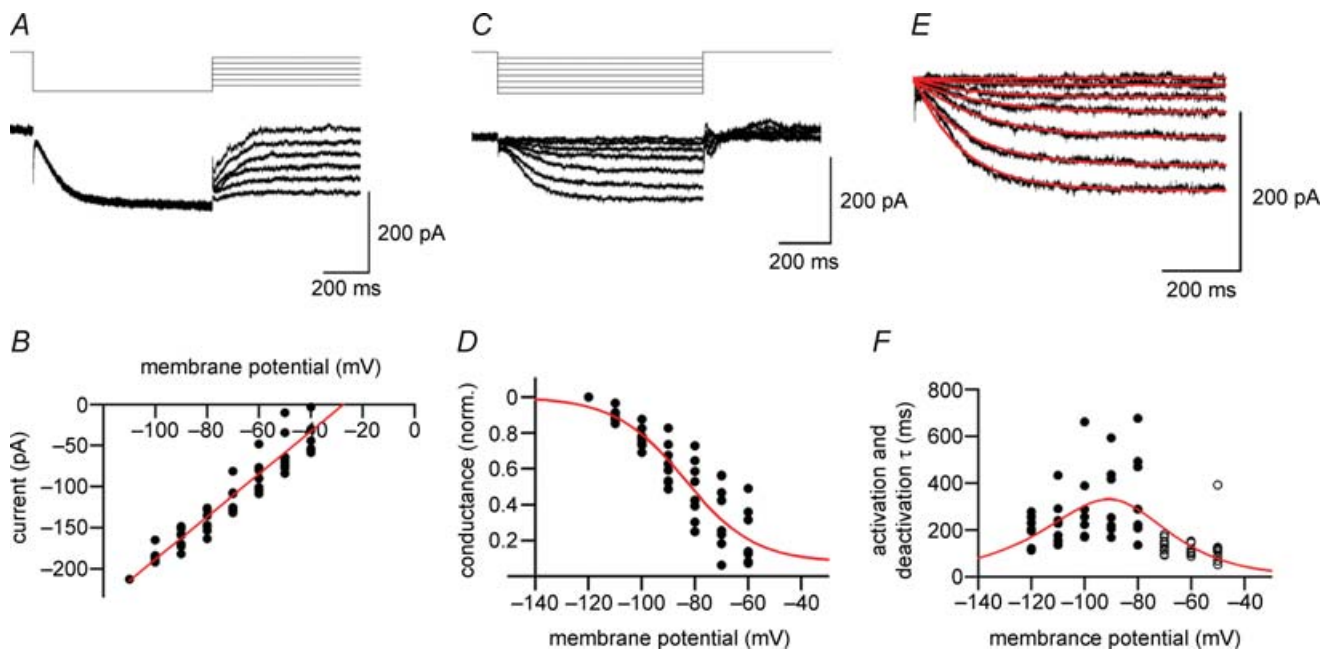 A
200 pA
200 ms
C
200 pA
200 ms
E
200 pA
200 ms
B
membrane potential (mV)
−100 −80 −60 −40 −20 0
0
−50
−100
−150
−200
current (pA)
D
conductance (norm.)
0
0.8
0.6
0.4
0.2
−140 −120 −100 −80 −60 −40
membrane potential (mV)
F
activation and
deactivation τ (ms)
800
600
400
200
0
−140 −120 −100 −80 −60 −40
membrance potential (mV)